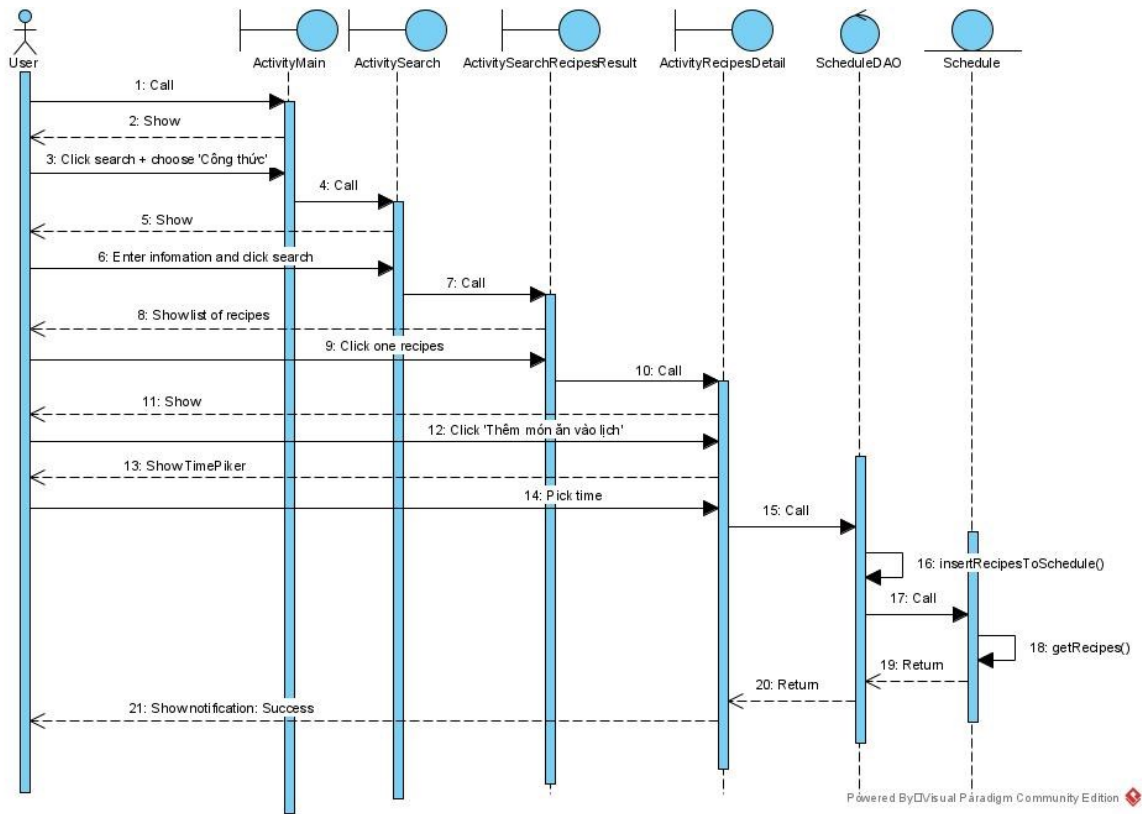 User
ActivityMain
ActivitySearch
ActivitySearchRecipesResult
ActivityRecipesDetail
ScheduleDAO
Schedule
1: Call
2: Show
3: Click search + choose 'Công thức'
4: Call
5: Show
6: Enter infomation and click search
7: Call
8: Show list of recipes
9: Click one recipes
10: Call
11: Show
12: Click 'Thêm món ăn vào lịch'
13: Show TimePiker
14: Pick time
15: Call
16: insertRecipesToSchedule()
17: Call
18: getRecipes()
19: Return
20: Return
21: Show notification: Success
Powered By Visual Paradigm Community Edition